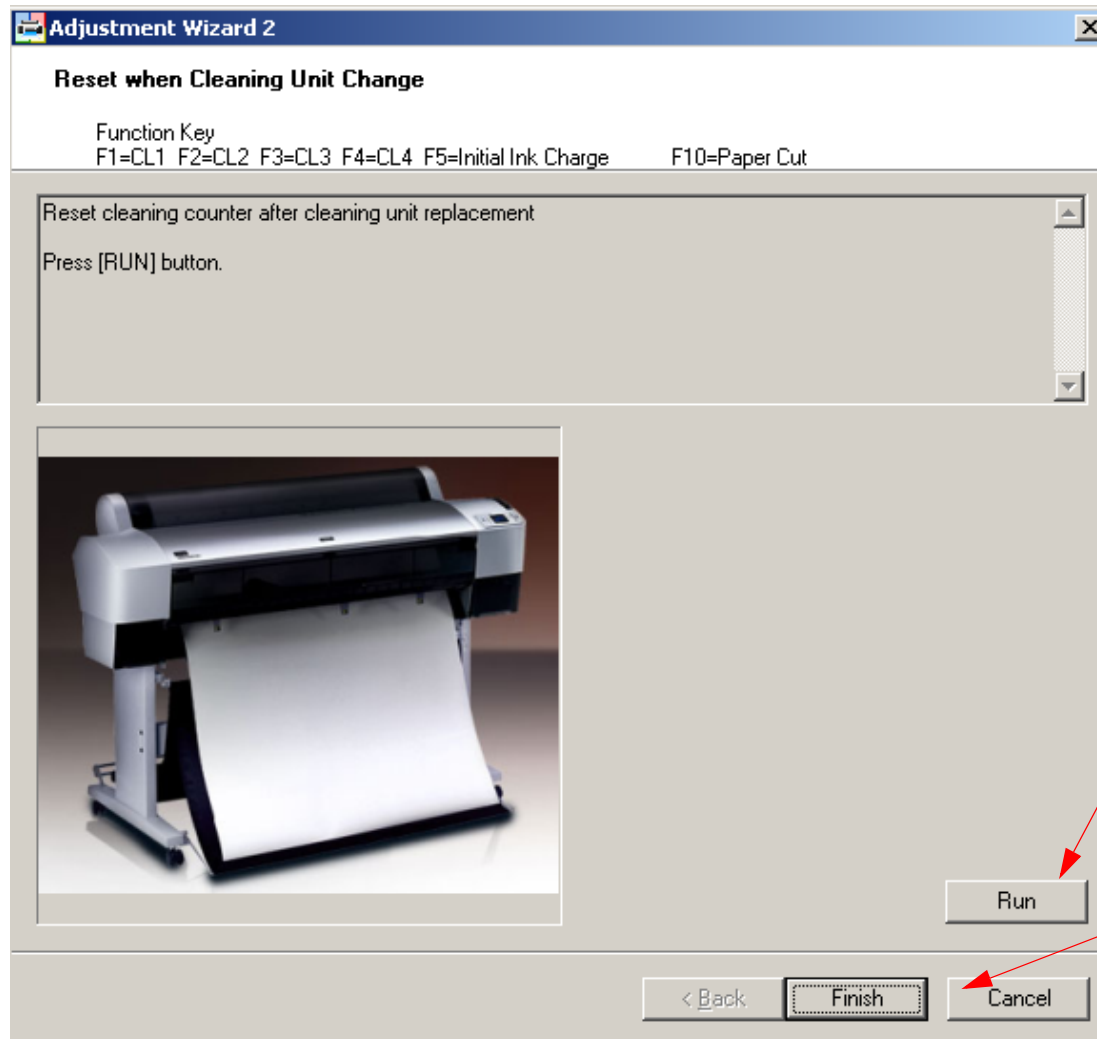 Adjustment Wizard 2
Reset when Cleaning Unit Change
Function Key
F1=CL1 F2=CL2 F3=CL3 F4=CL4 F5=Initial Ink Charge F10=Paper Cut
Reset cleaning counter after cleaning unit replacement
Press [RUN] button.
Run
< Back Finish Cancel